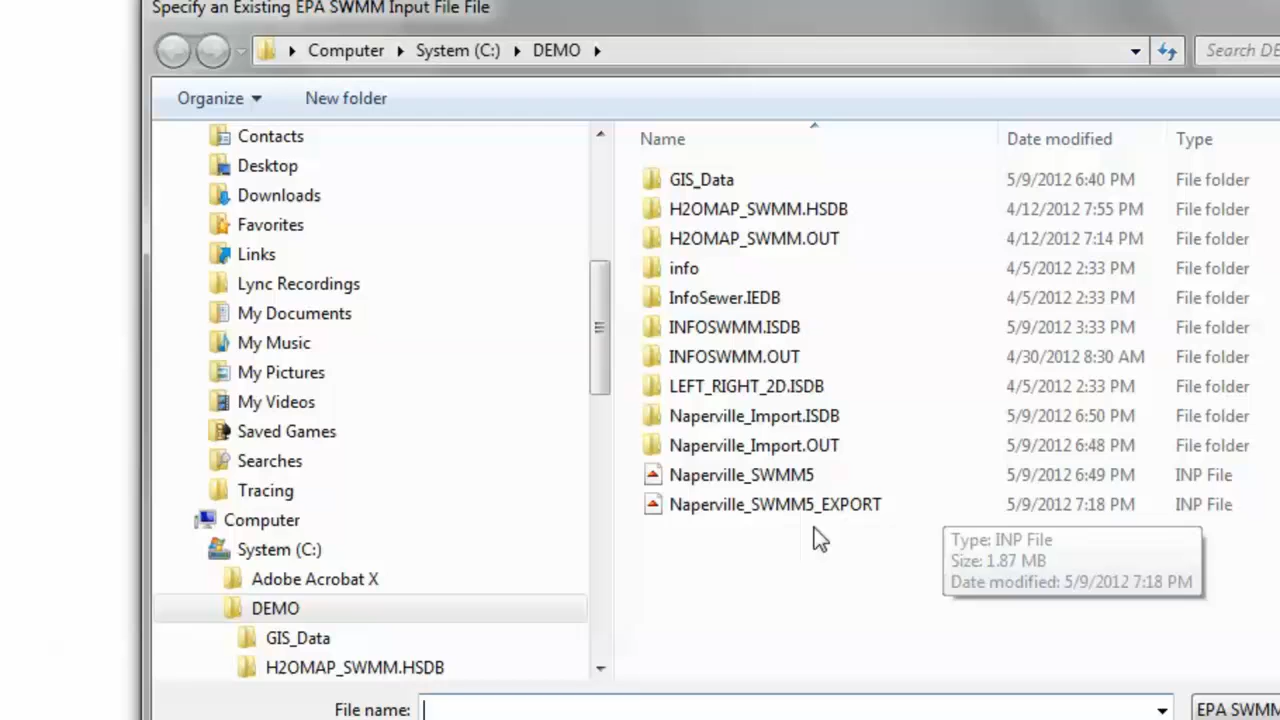 Specify an Existing EPA SWMM Input File File
Computer System (C:) DEMO Search DE
Organize New folder
Name Date modified Type
Contacts
Desktop
Downloads
Favorites
Links
Lync Recordings
My Documents
My Music
My Pictures
My Videos
Saved Games
Searches
Tracing
Computer
System (C:)
Adobe Acrobat X
DEMO
GIS_Data
H2OMAP_SWMM.HSDB
GIS_Data 5/9/2012 6:40 PM File folder
H2OMAP_SWMM.HSDB 4/12/2012 7:55 PM File folder
H2OMAP_SWMM.OUT 4/12/2012 7:14 PM File folder
info 4/5/2012 2:33 PM File folder
InfoSewer.IEDB 4/5/2012 2:33 PM File folder
INFOSWMM.ISDB 5/9/2012 3:33 PM File folder
INFOSWMM.OUT 4/30/2012 8:30 AM File folder
LEFT_RIGHT_2D.ISDB 4/5/2012 2:33 PM File folder
Naperville_Import.ISDB 5/9/2012 6:50 PM File folder
Naperville_Import.OUT 5/9/2012 6:48 PM File folder
Naperville_SWMM5 5/9/2012 6:49 PM INP File
Naperville_SWMM5_EXPORT 5/9/2012 7:18 PM INP File
Type: INP File
Size: 1.87 MB
Date modified: 5/9/2012 7:18 PM
File name: EPA SWMM